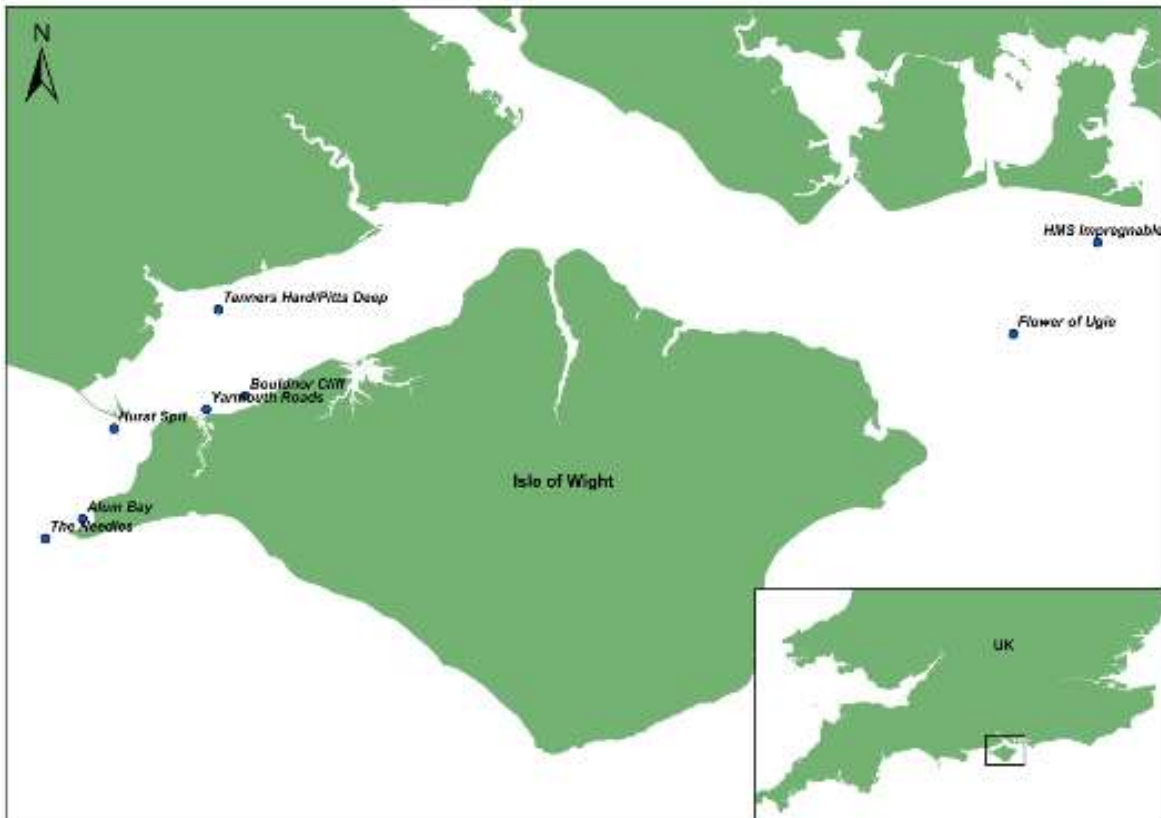 N
HMS Impregnable
Tanners Hard/Pitts Deep
Flower of Ugie
Bouldnor Cliff
Yarmouth Roads
Hurst Spit
Isle of Wight
Alum Bay
The Needles
UK